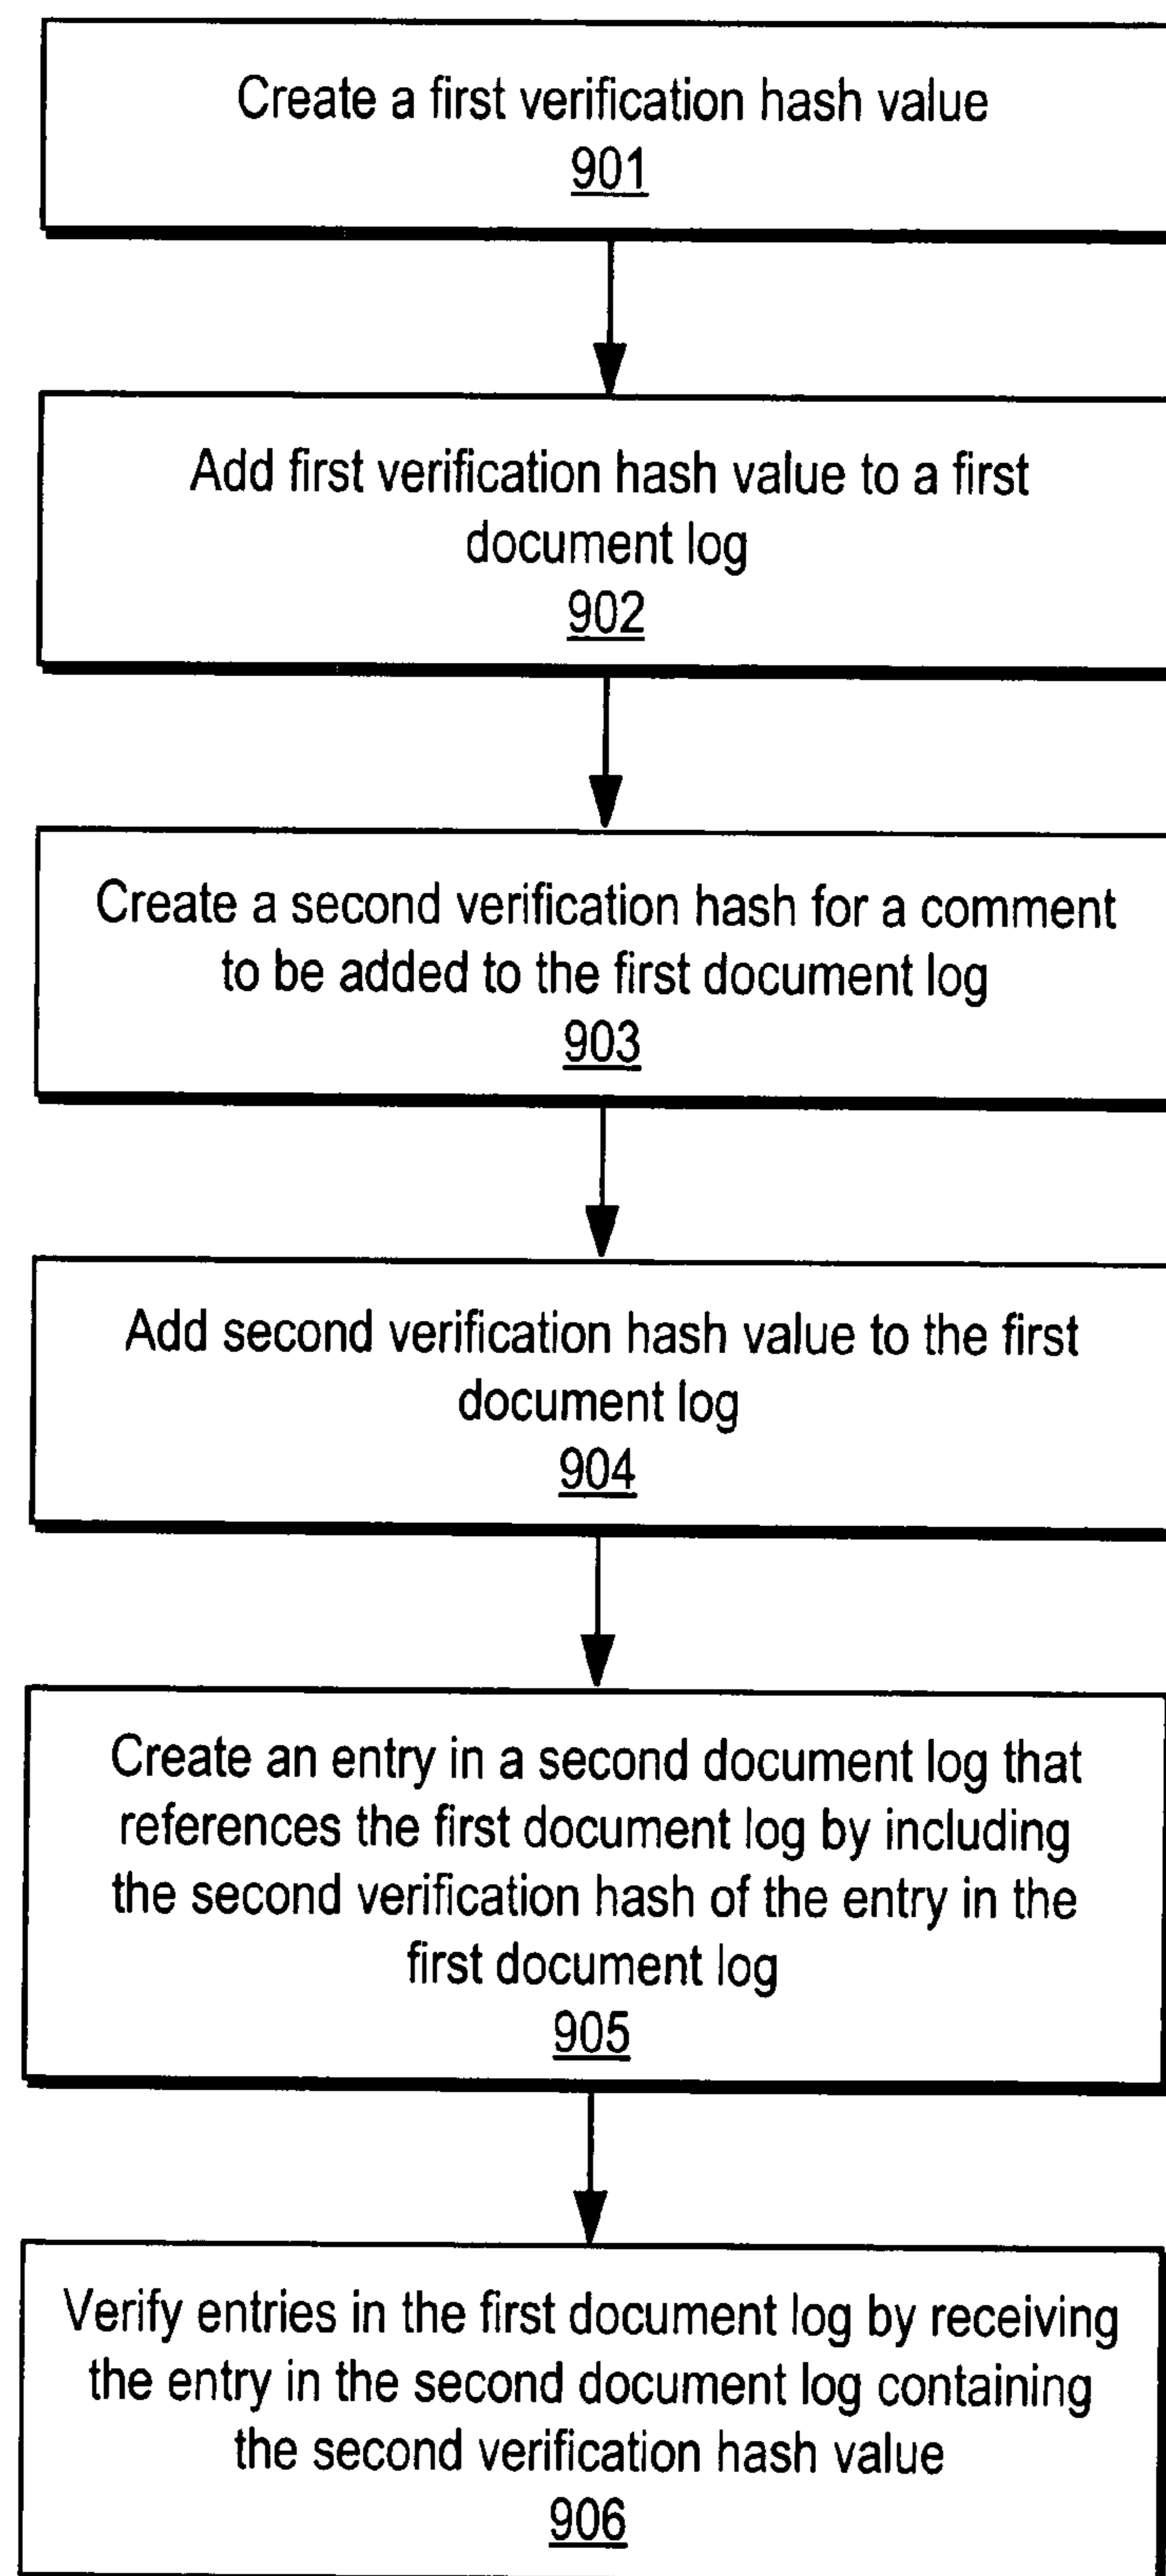 Create a first verification hash value
901
Add first verification hash value to a first
document log
902
Create a second verification hash for a comment
to be added to the first document log
903
Add second verification hash value to the first
document log
904
Create an entry in a second document log that
references the first document log by including
the second verification hash of the entry in the
first document log
905
Verify entries in the first document log by receiving
the entry in the second document log containing
the second verification hash value
906